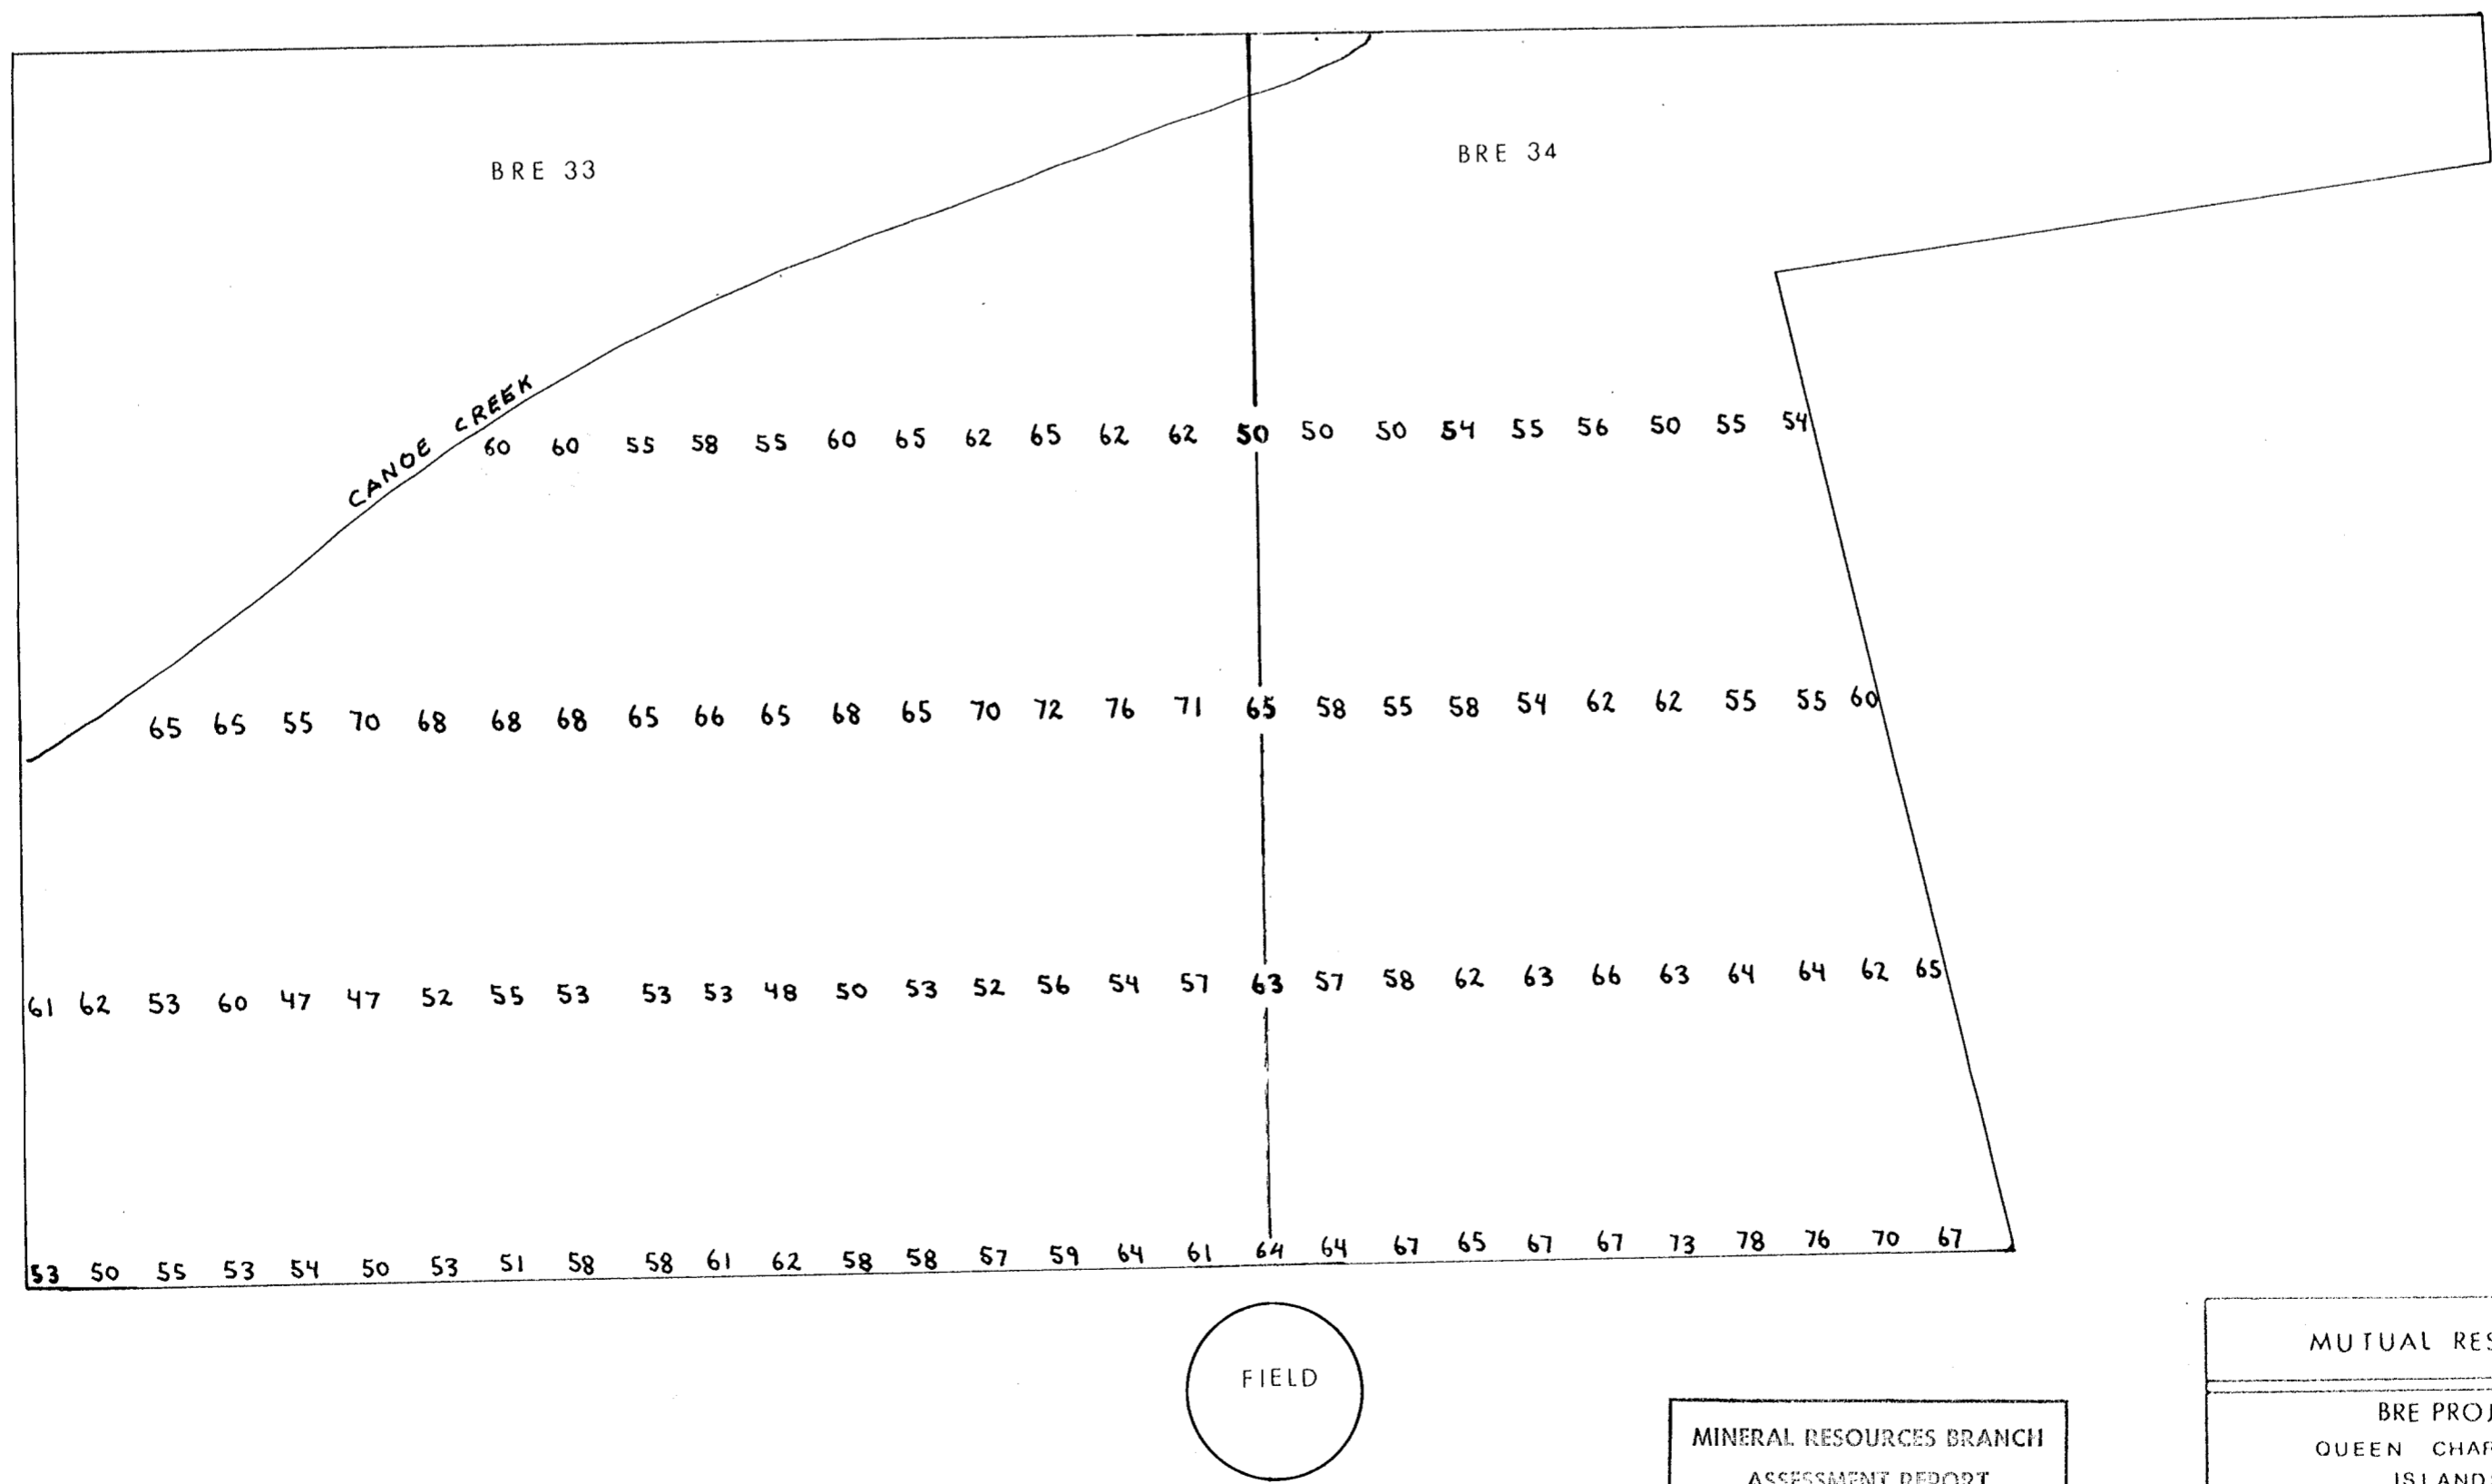 BRE 33
BRE 34
CANOE CREEK
60 60 55 58 55 60 65 62 65 62 62 50 50 50 54 55 56 50 55 54
65 65 55 70 68 68 68 65 66 65 68 65 70 72 76 71 65 58 55 58 54 62 62 55 55 60
61 62 53 60 47 47 52 55 53 53 53 48 50 53 52 56 54 57 63 57 58 62 63 66 63 64 64 62 65
53 50 55 53 54 50 53 51 58 58 61 62 58 58 57 59 64 61 64 64 67 65 67 67 73 78 76 70 67
FIELD
MINERAL RESOURCES BRANCH
ASSESSMENT REPORT
MUTUAL RES
BRE PROJ
QUEEN CHAR
ISLAND